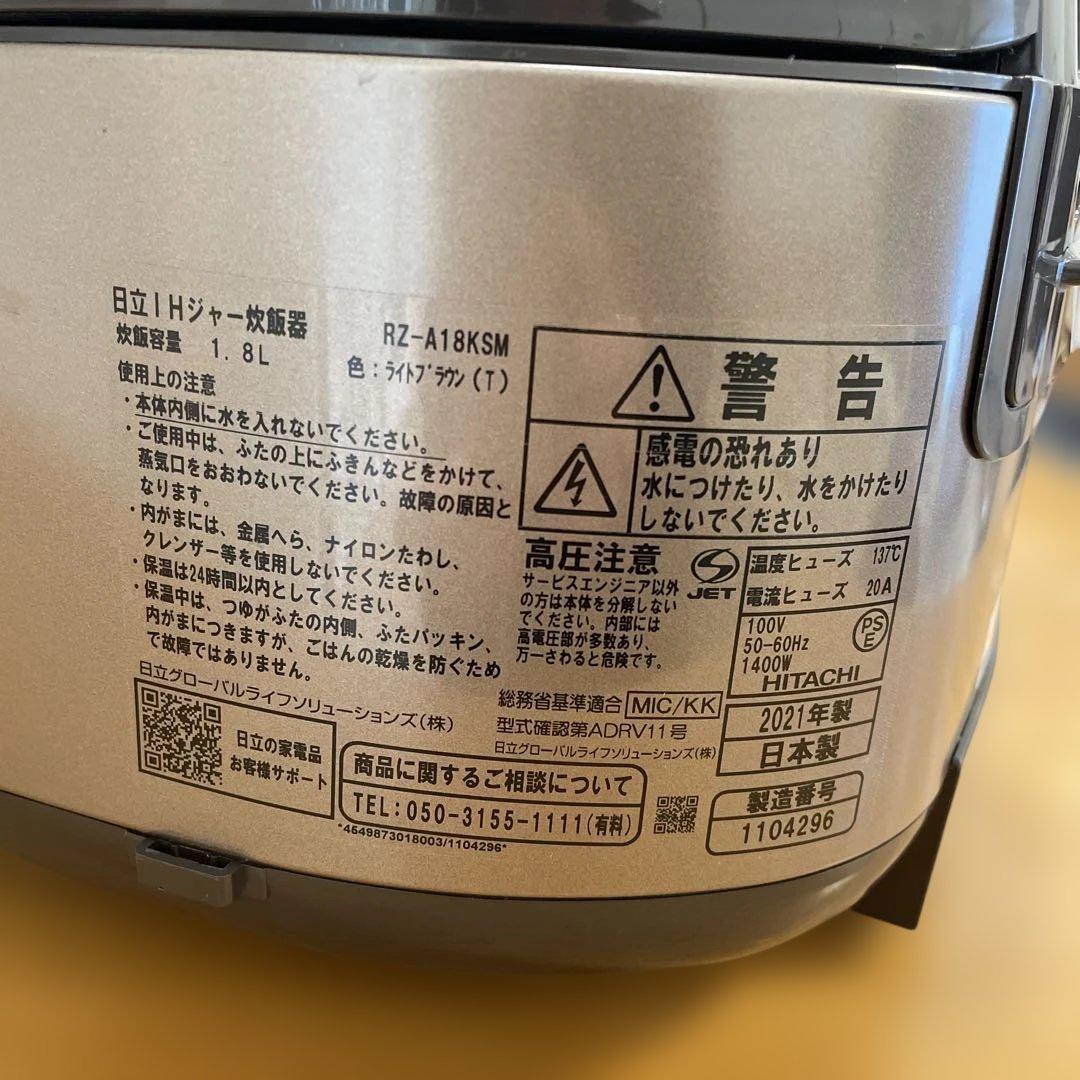 日立IHジャー炊飯器
炊飯容量 1.8L
RZ-A18KSM
色:ライトブラウン(T)
使用上の注意
・本体内側に水を入れないでください。
・ご使用中は、ふたの上にふきんなどをかけて、
蒸気口をおおわないでください。故障の原因と
なります。
・内がまには、金属へら、ナイロンたわし、
クレンザー等を使用しないでください。
・保温は24時間以内としてください。
・保温中は、つゆがふたの内側、ふたパッキン、
内がまにつきますが、ごはんの乾燥を防ぐため
で故障ではありません。
日立グローバルライフソリューションズ(株)
日立の家電品
お客様サポート
警告
感電の恐れあり
水につけたり、水をかけたり
しないでください。
高圧注意
サービスエンジニア以外
の方は本体を分解しない
でください。内部には
高電圧部が多数あり、
万一さわると危険です。
S
JET
温度ヒューズ 137℃
電流ヒューズ 20A
100V
50-60Hz
1400W
PS
E
HITACHI
総務省基準適合 MIC/KK
型式確認第ADRV11号
日立グローバルライフソリューションズ(株)
2021年製
日本製
商品に関するご相談について
TEL:050-3155-1111(有料)
*4549873018003/1104296*
製造番号
1104296